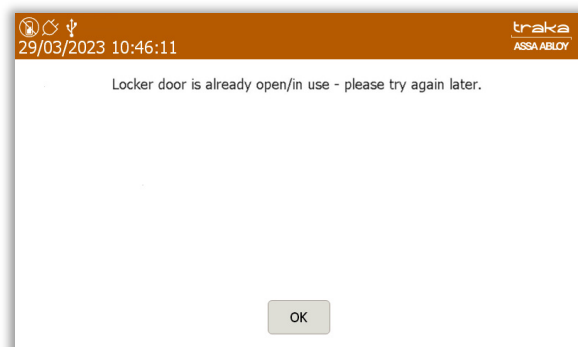 traka
29/03/2023 10:46:11
ASSA ABLOY
Locker door is already open/in use - please try again later.
OK